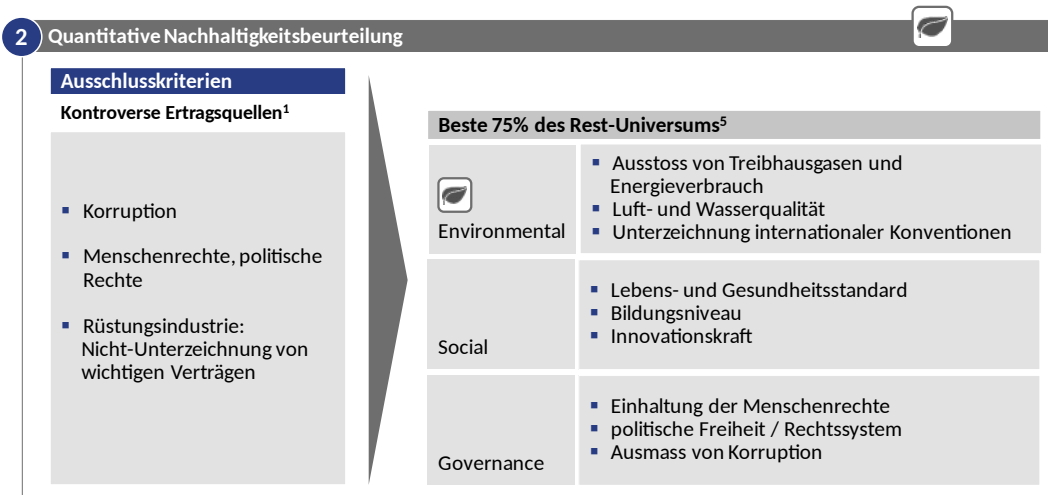 2 Quantitative Nachhaltigkeitsbeurteilung
Ausschlusskriterien
Kontroverse Ertragsquellen¹
▪ Korruption
▪ Menschenrechte, politische
Rechte
▪ Rüstungsindustrie:
Nicht-Unterzeichnung von
wichtigen Verträgen
Beste 75% des Rest-Universums⁵
Environmental
▪ Ausstoss von Treibhausgasen und
Energieverbrauch
▪ Luft- und Wasserqualität
▪ Unterzeichnung internationaler Konventionen
Social
▪ Lebens- und Gesundheitsstandard
▪ Bildungsniveau
▪ Innovationskraft
Governance
▪ Einhaltung der Menschenrechte
▪ politische Freiheit / Rechtssystem
▪ Ausmass von Korruption